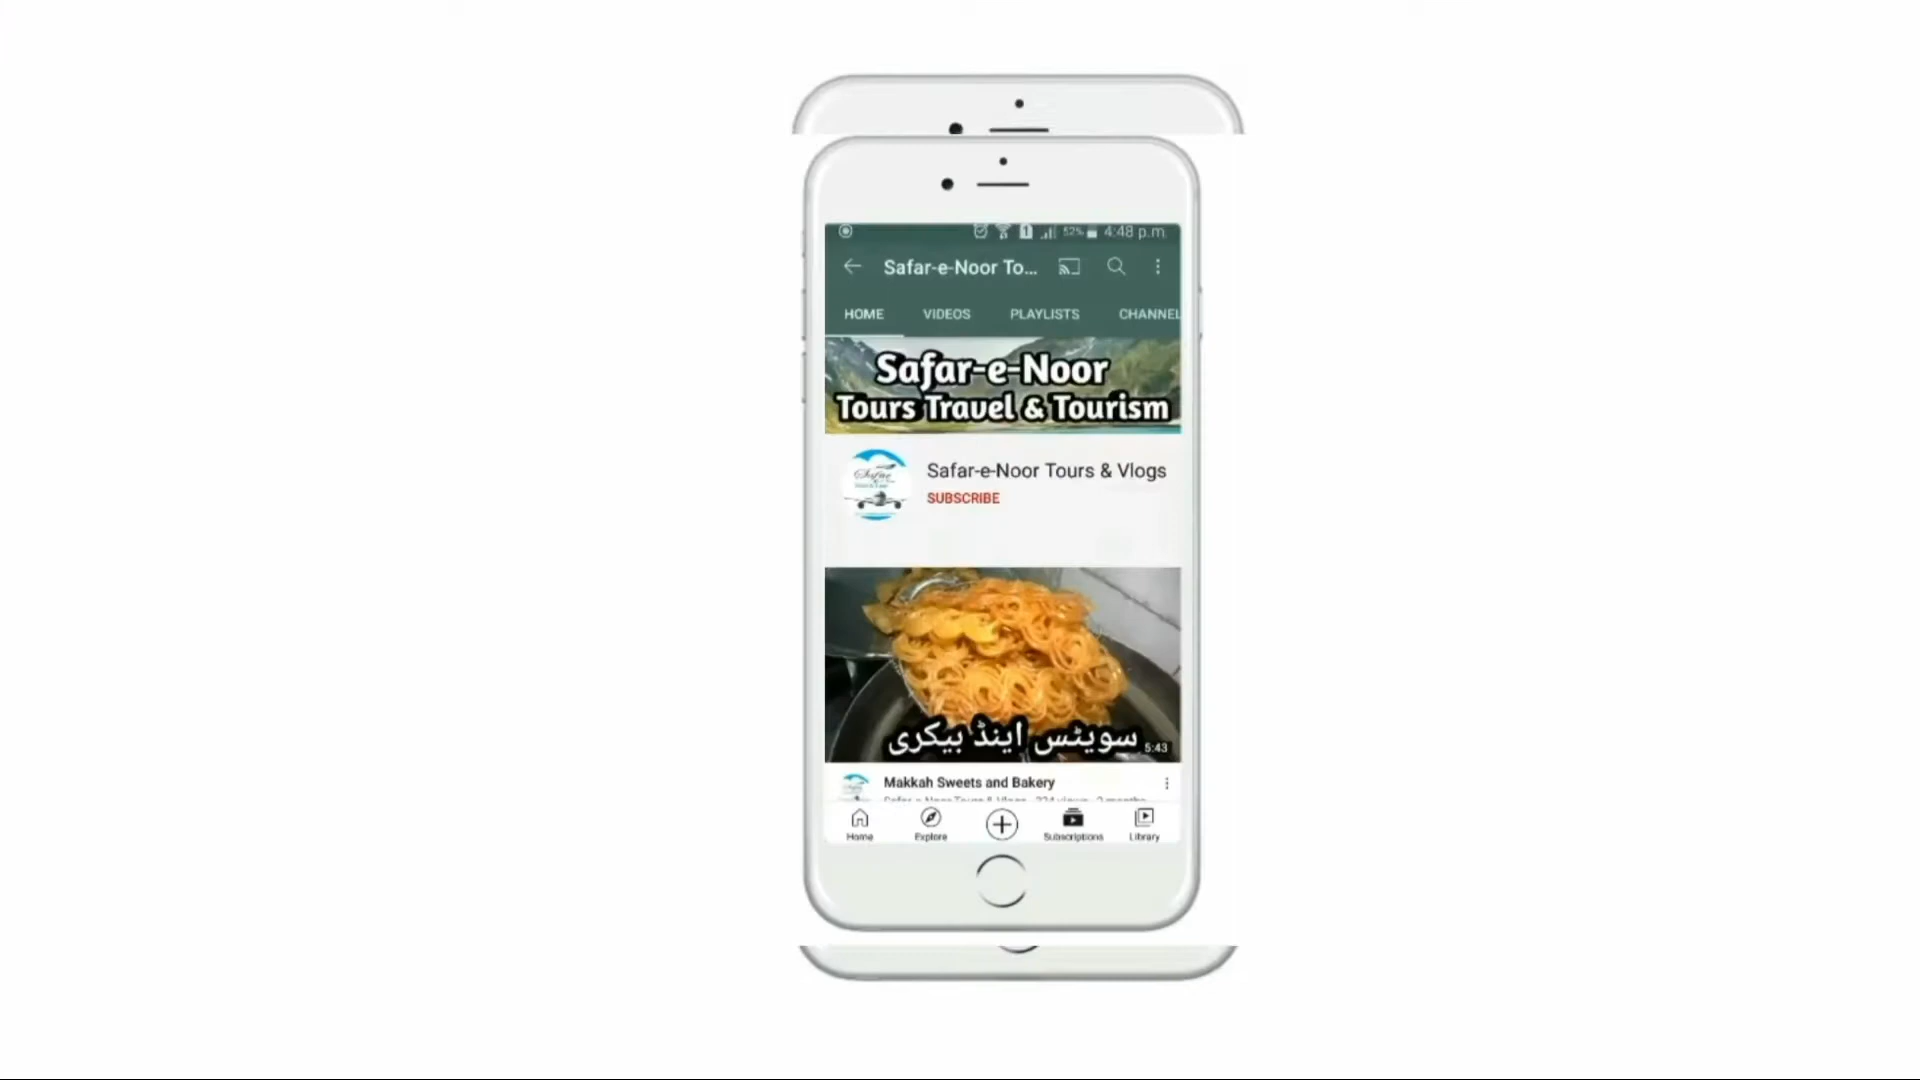 52% 4:48 p.m.
Safar-e-Noor To...
HOME VIDEOS PLAYLISTS CHANNEL
Safar-e-Noor
Tours Travel & Tourism
Safar-e-Noor Tours & Vlogs
SUBSCRIBE
سویٹس اینڈ بیکری
5:43
Makkah Sweets and Bakery
Home Explore Subscriptions Library